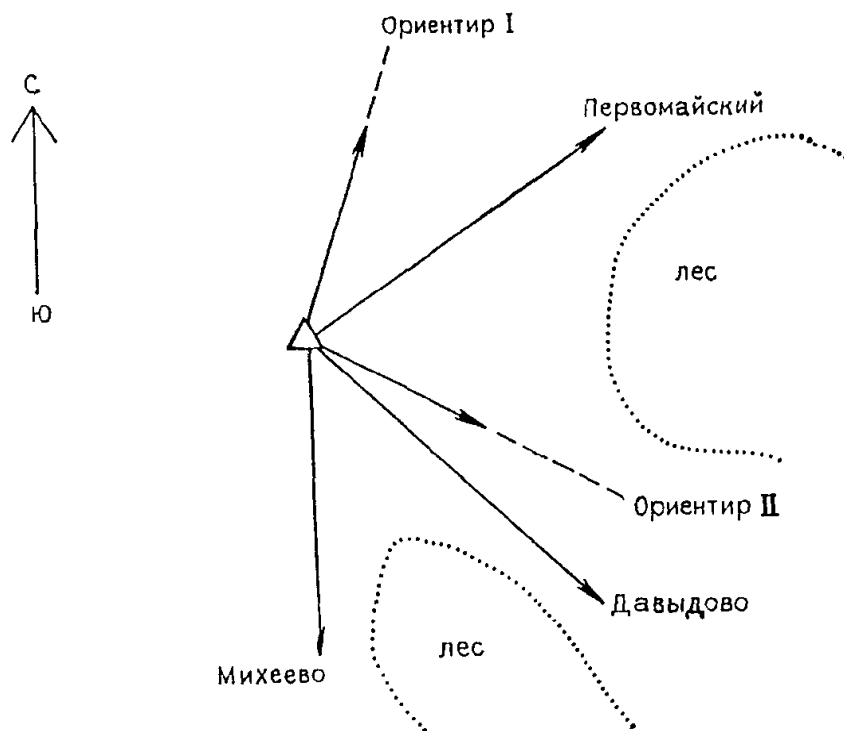 Ориентир I
С
Первомайский
лес
Ю
Ориентир II
Давыдово
лес
Михеево